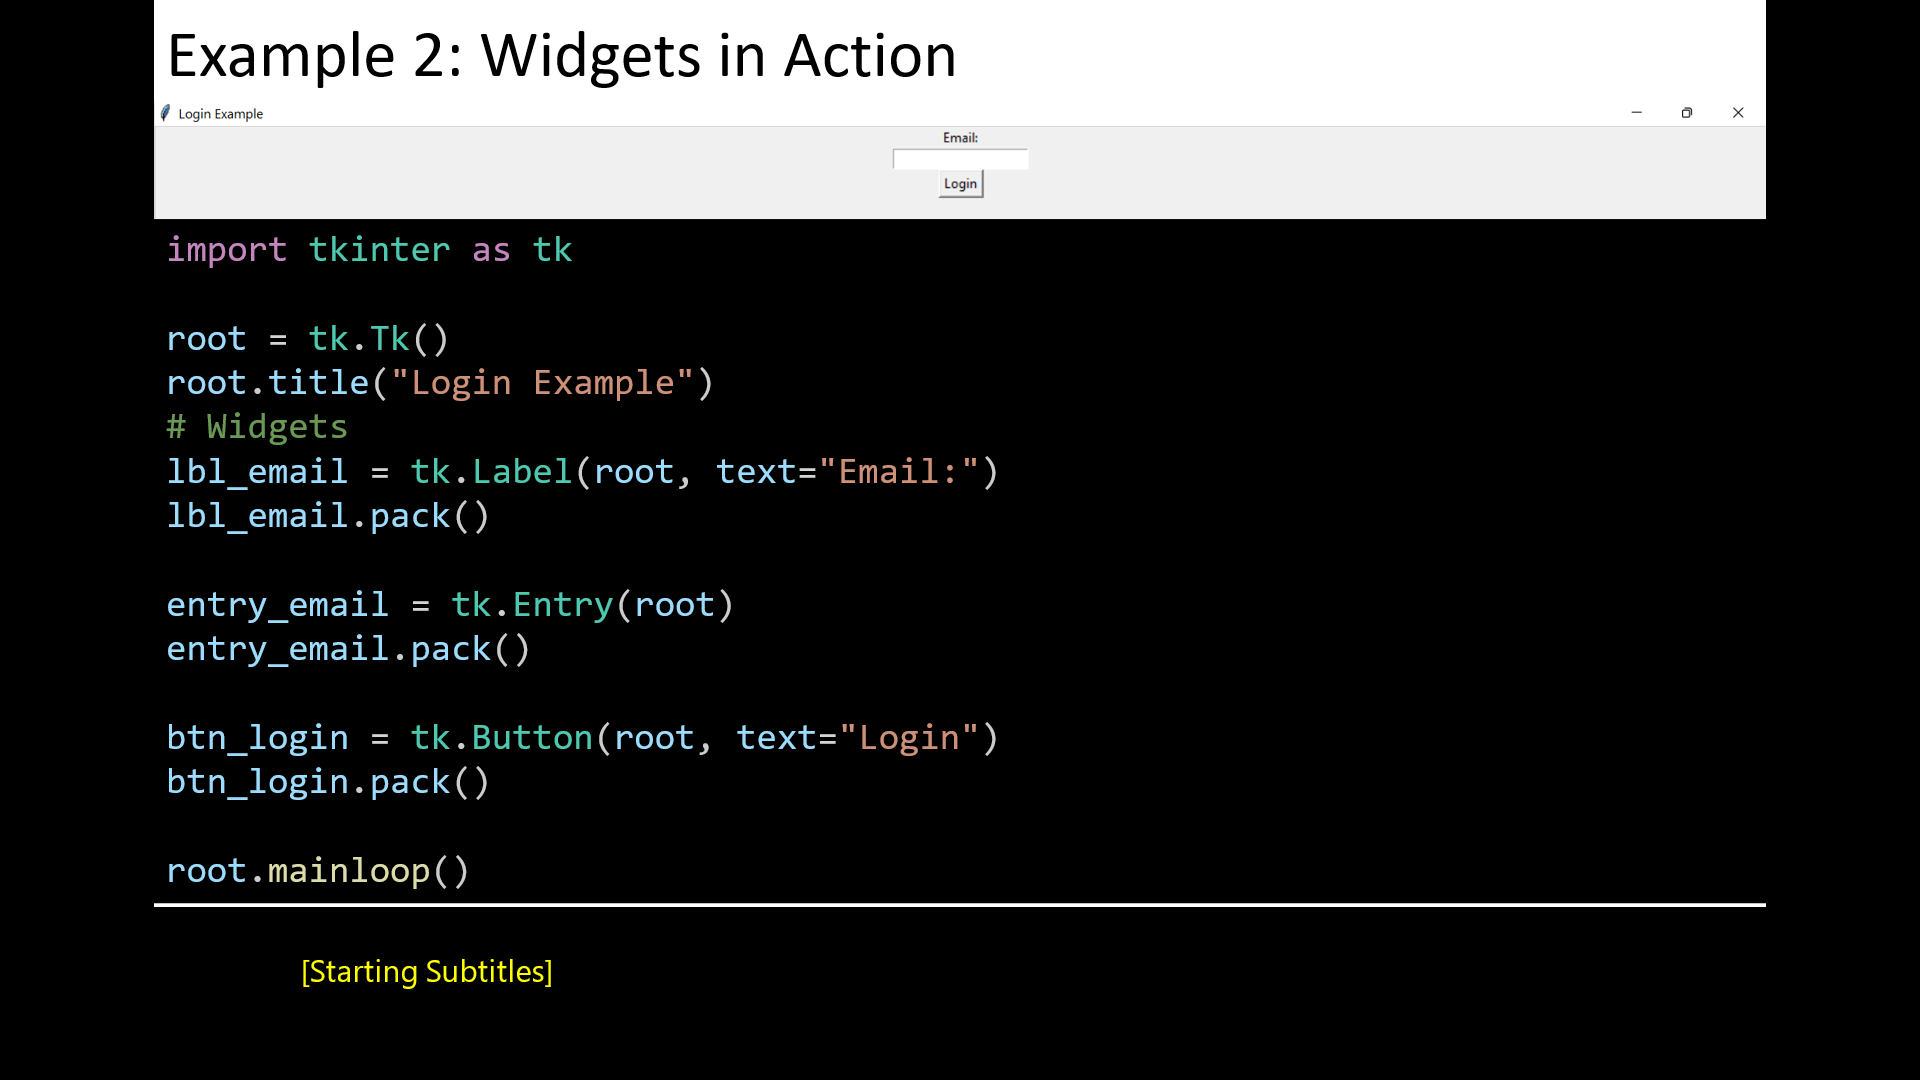 Example 2: Widgets in Action
Login Example
Email:
Login
import tkinter as tk
root = tk.Tk()
root.title("Login Example")
# Widgets
lbl_email = tk.Label(root, text="Email:")
lbl_email.pack()
entry_email = tk.Entry(root)
entry_email.pack()
btn_login = tk.Button(root, text="Login")
btn_login.pack()
root.mainloop()
[Starting Subtitles]